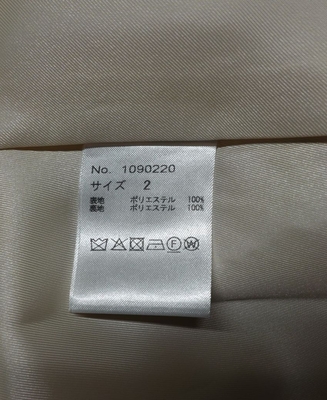 No. 1090220
サイズ 2
表地 ポリエステル 100%
裏地 ポリエステル 100%
F W